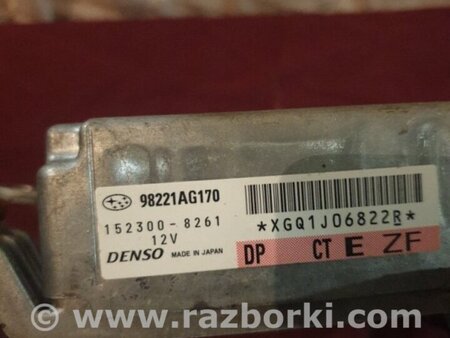 98221AG170
152300-8261
12V
DENSO MADE IN JAPAN
*XGQ1J06822R*
DP CT E ZF
© www.razborki.com